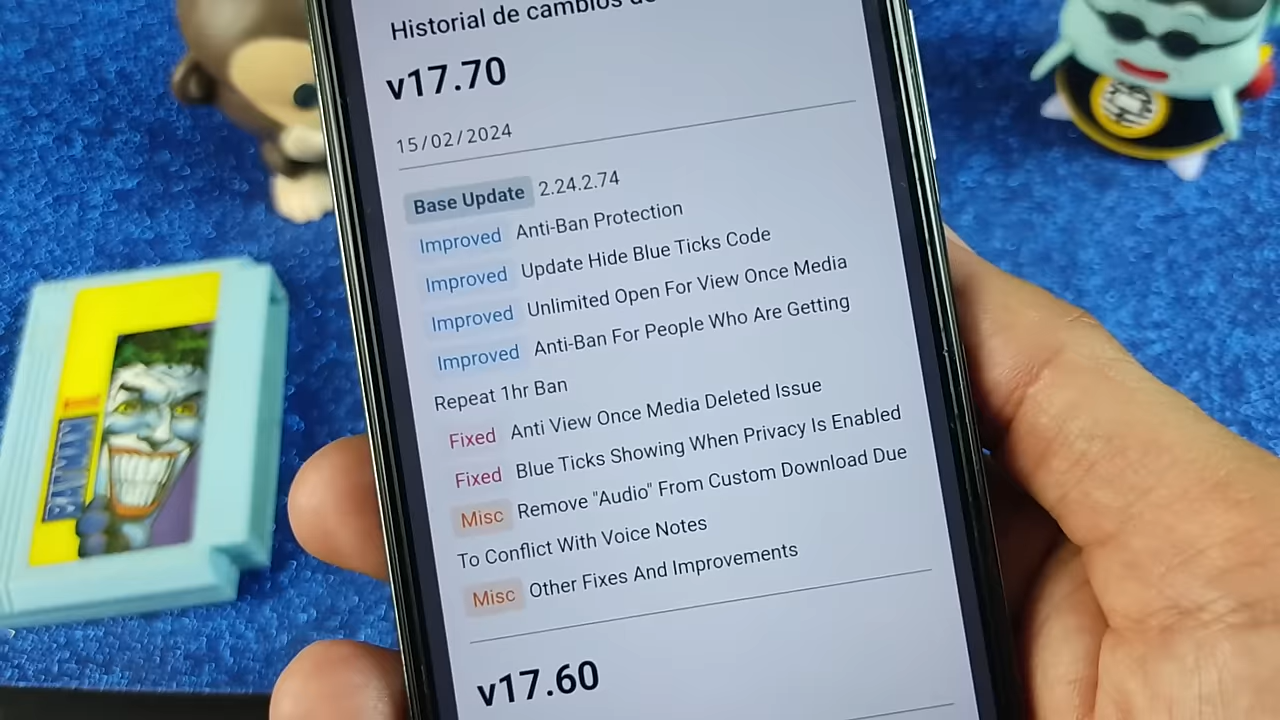 Historial de cambios de
v17.70
15/02/2024
Base Update 2.24.2.74
Improved Anti-Ban Protection
Improved Update Hide Blue Ticks Code
Improved Unlimited Open For View Once Media
Improved Anti-Ban For People Who Are Getting
Repeat 1hr Ban
Fixed Anti View Once Media Deleted Issue
Fixed Blue Ticks Showing When Privacy Is Enabled
Misc Remove "Audio" From Custom Download Due
To Conflict With Voice Notes
Misc Other Fixes And Improvements
v17.60